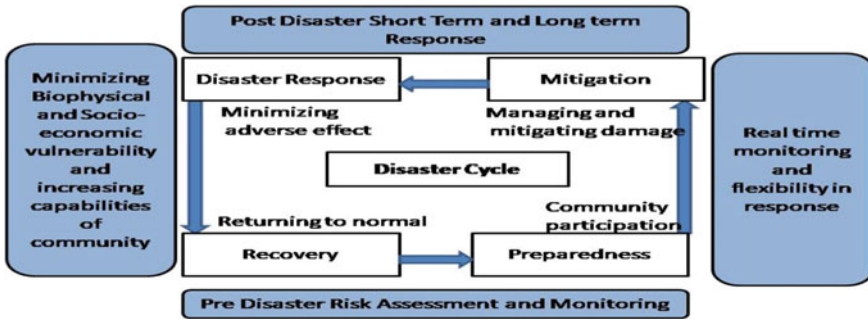 Post Disaster Short Term and Long term
Response
Minimizing
Biophysical
and Socio-
economic
vulnerability
and
increasing
capabilities
of
community
Disaster Response
Mitigation
Minimizing
adverse effect
Managing and
mitigating damage
Disaster Cycle
Returning to normal
Community
participation
Recovery
Preparedness
Real time
monitoring
and
flexibility in
response
Pre Disaster Risk Assessment and Monitoring